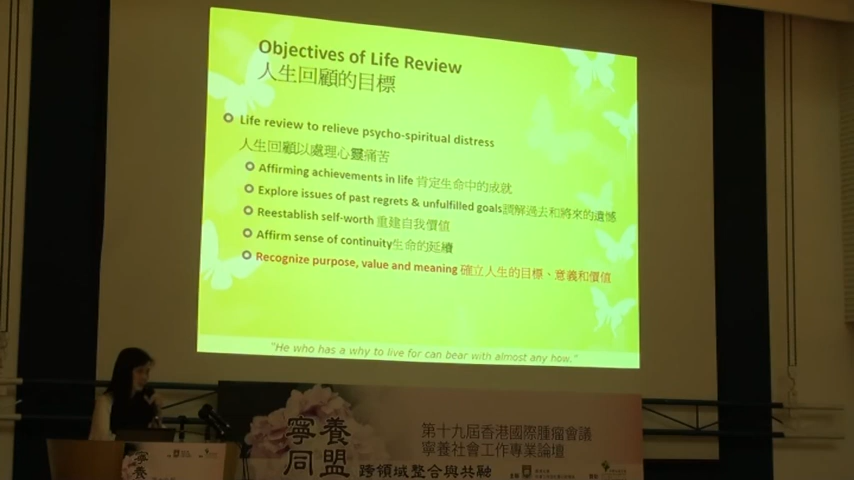 Objectives of Life Review
人生回顧的目標
Life review to relieve psycho-spiritual distress
人生回顧以處理心靈痛苦
Affirming achievements in life 肯定生命中的成就
Explore issues of past regrets & unfulfilled goals調解過去和將來的遺憾
Reestablish self-worth 重建自我價值
Affirm sense of continuity生命的延續
Recognize purpose, value and meaning 確立人生的目標、意義和價值
"He who has a why to live for can bear with almost any how."
寧養
同盟
第十九屆香港國際腫瘤會議
寧養社會工作專業論壇
跨領域整合與共融
寧養